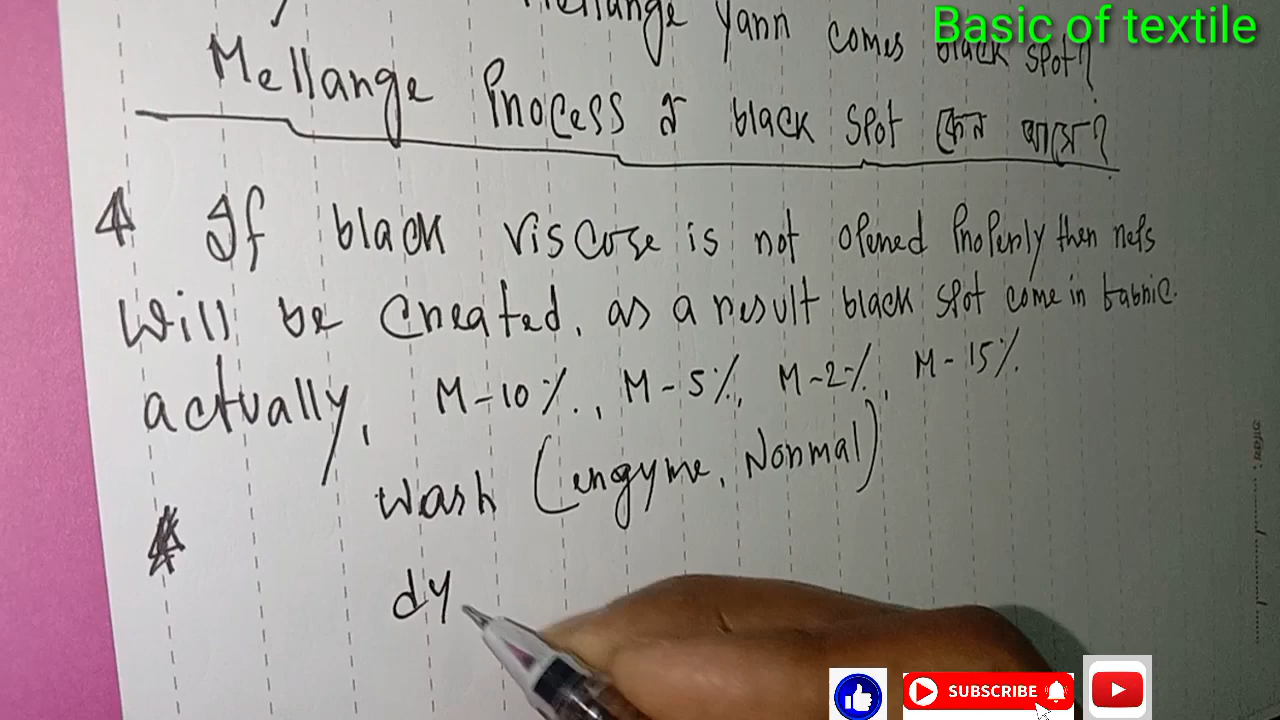 Basic of textile
Mellange Yarn comes black spot?
Mellange Process এ black spot কেন আসে?
If black viscose is not opened Properly then neps
will be created. as a result black spot come in fabric.
actually, M-10%., M-5%, M-2%, M-15%
wash (engyme, Normal)
dy
SUBSCRIBE